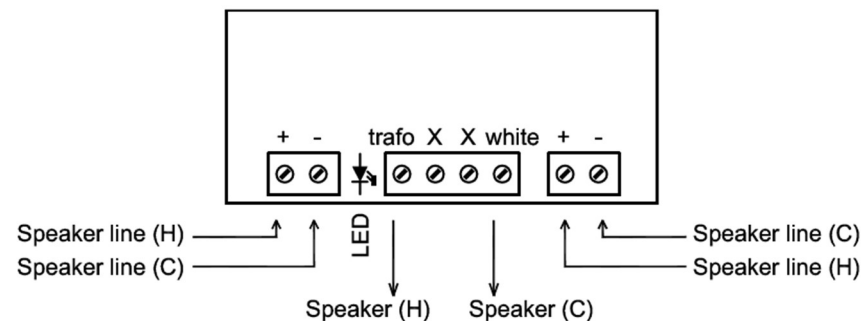 + - trafo X X white + -
LED
Speaker line (H) Speaker line (C)
Speaker line (C) Speaker line (H)
Speaker (H) Speaker (C)